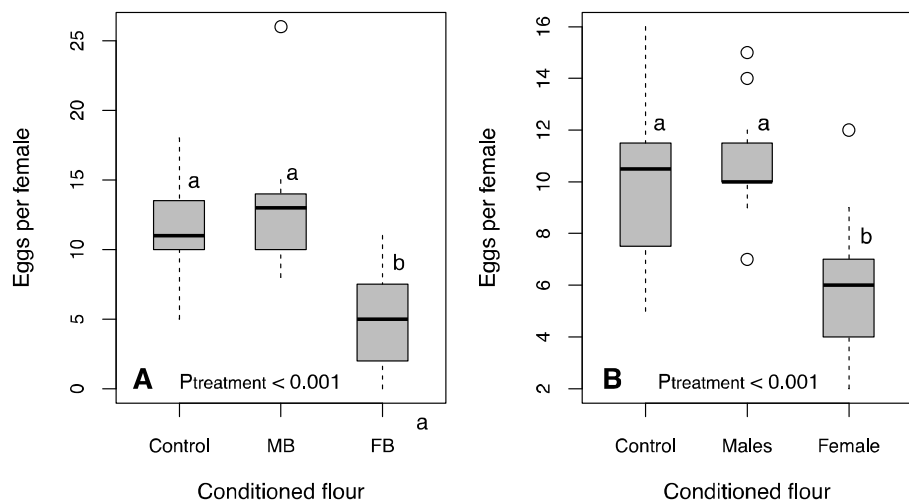 Eggs per female
25
20
15
10
5
0
a
a
b
A
Ptreatment < 0.001
a
Control MB FB
Conditioned flour
Eggs per female
16
14
12
10
8
6
4
2
a
a
b
B
Ptreatment < 0.001
Control Males Female
Conditioned flour